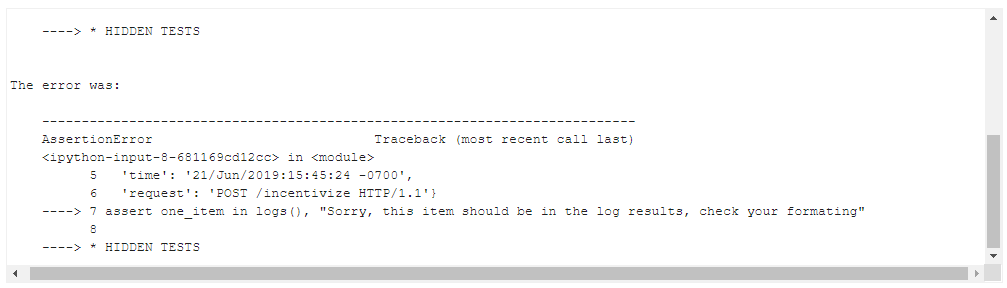 ----> * HIDDEN TESTS
The error was:
---------------------------------------------------------------------------
AssertionError                            Traceback (most recent call last)
<ipython-input-8-681169cd12cc> in <module>
      5   'time': '21/Jun/2019:15:45:24 -0700',
      6   'request': 'POST /incentivize HTTP/1.1'}
----> 7 assert one_item in logs(), "Sorry, this item should be in the log results, check your formating"
      8
----> * HIDDEN TESTS